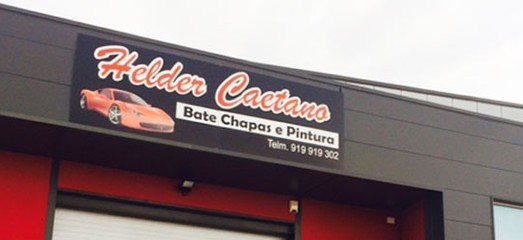 Helder Caetano
Bate Chapas e Pintura
Telm. 919 919 302